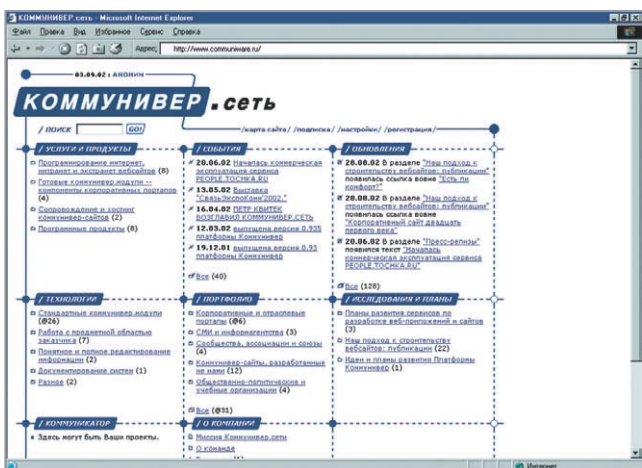 КОММУНИВЕР.сеть - Microsoft Internet Explorer
Файл Правка Вид Избранное Сервис Справка
Адрес: http://www.communiware.ru/
03.09.02 : АНОНИМ
КОММУНИВЕР.сеть
/ ПОИСК GO!
/карта сайта/ /подписка/ /настройки/ /регистрация/
/ УСЛУГИ И ПРОДУКТЫ
Программирование интернет, интранет и экстранет вебсайтов (8)
Готовые коммунивер.модули -- компоненты корпоративных порталов (4)
Сопровождение и хостинг коммунивер-сайтов (2)
Программные продукты (8)
/ СОБЫТИЯ
20.06.02 Началась коммерческая эксплуатация сервиса PEOPLE.TOCHKA.RU
13.05.02 Выставка "СвязьЭкспоКомм'2002."
16.04.02 ПЕТР КВИТЕК ВОЗГЛАВИЛ КОММУНИВЕР.СЕТЬ
12.03.02 выпущена версия 0.935 платформы Коммунивер
19.12.01 выпущена версия 0.93 платформы Коммунивер
Все (40)
/ ОБНОВЛЕНИЯ
28.08.02 В разделе "Наш подход к строительству вебсайтов: публикации" появилась ссылка вовне "Есть ли комфорт?"
28.08.02 В разделе "Наш подход к строительству вебсайтов: публикации" появилась ссылка вовне "Корпоративный сайт двадцать первого века"
20.06.02 В разделе "Пресс-релизы" появился текст "Началась коммерческая эксплуатация сервиса PEOPLE.TOCHKA.RU"
Все (128)
/ ТЕХНОЛОГИИ
Стандартные коммунивер.модули (@26)
Работа с предметной областью заказчика (7)
Понятное и полное редактирование информации (2)
Документирование систем (1)
Разное (2)
/ ПОРТФОЛИО
Корпоративные и отраслевые порталы (@6)
СМИ и информагентства (3)
Сообщества, ассоциации и союзы (4)
Коммунивер-сайты, разработанные не нами (12)
Общественно-политические и учебные организации (4)
Все (@31)
/ ИССЛЕДОВАНИЯ И ПЛАНЫ
Планы развития сервисов по разработке веб-приложений и сайтов (3)
Наш подход к строительству вебсайтов: публикации (22)
Идеи и планы развития Платформы Коммунивер (1)
/ КОММУНИКАТОР
Здесь могут быть Ваши проекты.
/ О КОМПАНИИ
Миссия Коммунивер.сети
О команде
Интернет